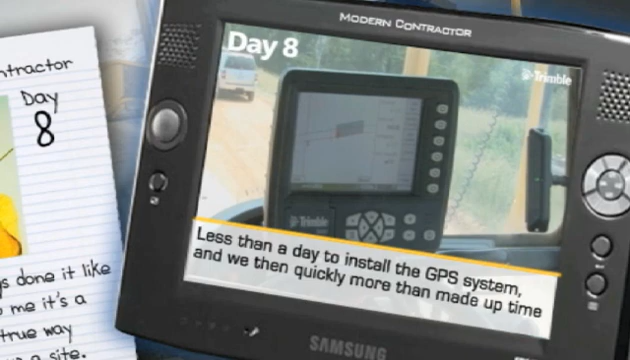 ntractor
Day
8
s done it like
me it's a
true way
a site.
MODERN CONTRACTOR
Day 8
Trimble
Trimble
Less than a day to install the GPS system,
and we then quickly more than made up time
SAMSUNG